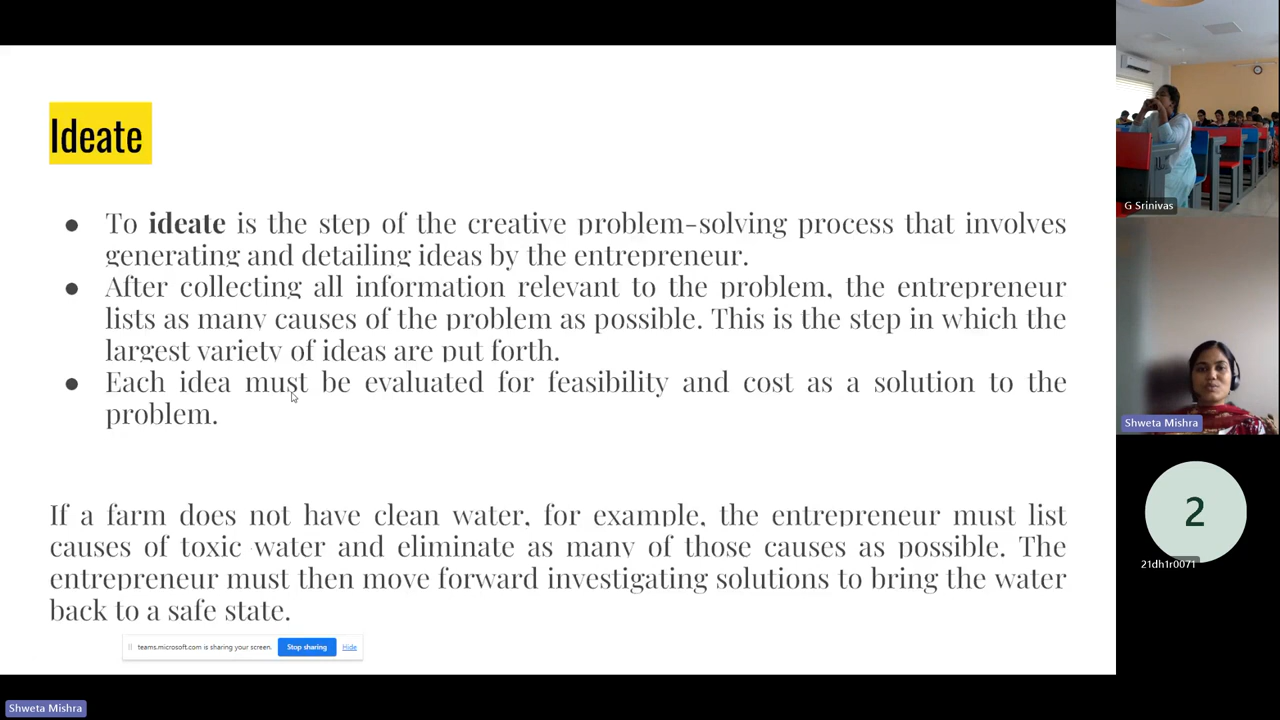 Ideate
● To ideate is the step of the creative problem-solving process that involves
generating and detailing ideas by the entrepreneur.
● After collecting all information relevant to the problem, the entrepreneur
lists as many causes of the problem as possible. This is the step in which the
largest variety of ideas are put forth.
● Each idea must be evaluated for feasibility and cost as a solution to the
problem.
If a farm does not have clean water, for example, the entrepreneur must list
causes of toxic water and eliminate as many of those causes as possible. The
entrepreneur must then move forward investigating solutions to bring the water
back to a safe state.
teams.microsoft.com is sharing your screen. Stop sharing Hide
Shweta Mishra
G Srinivas
Shweta Mishra
2
21dh1r0071